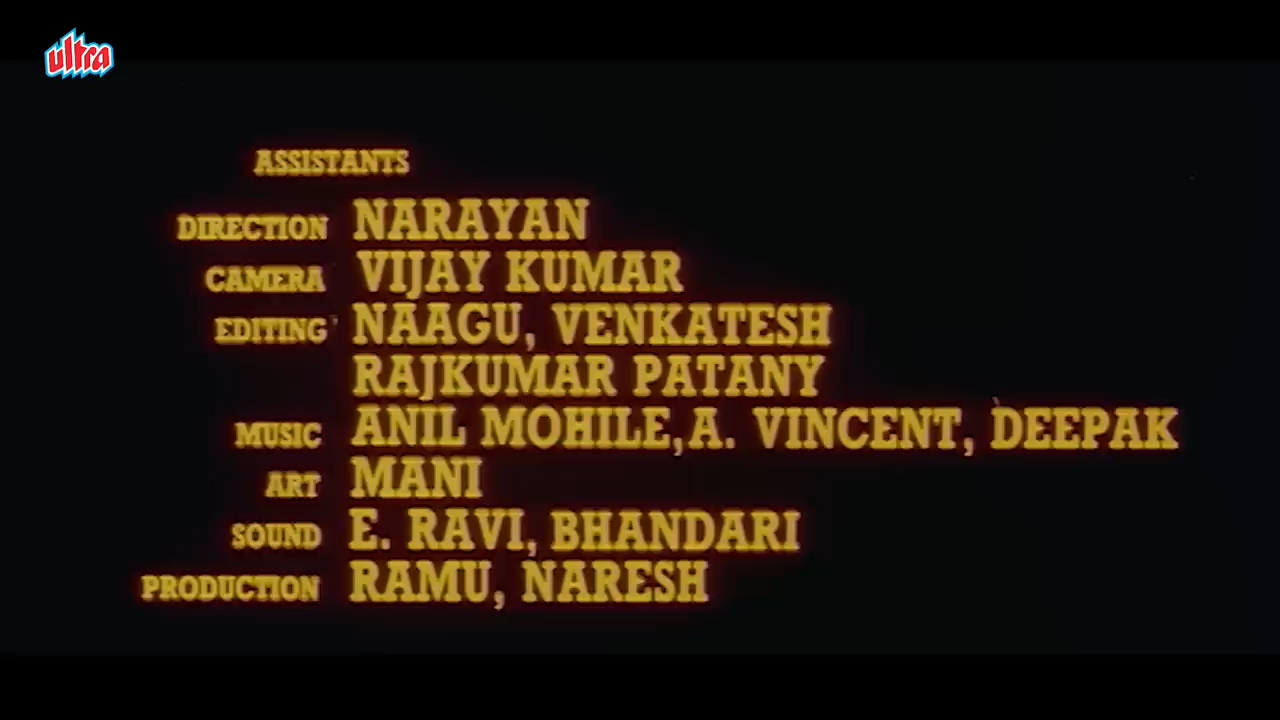 ultra
ASSISTANTS
DIRECTION NARAYAN
CAMERA VIJAY KUMAR
EDITING NAAGU, VENKATESH
RAJKUMAR PATANY
MUSIC ANIL MOHILE, A. VINCENT, DEEPAK
ART MANI
SOUND E. RAVI, BHANDARI
PRODUCTION RAMU, NARESH